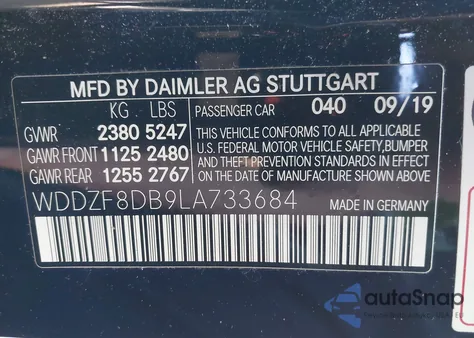 MFD BY DAIMLER AG STUTTGART
KG LBS PASSENGER CAR 040 09/19
GVWR 2380 5247
GAWR FRONT 1125 2480
GAWR REAR 1255 2767
THIS VEHICLE CONFORMS TO ALL APPLICABLE
U.S. FEDERAL MOTOR VEHICLE SAFETY, BUMPER
AND THEFT PREVENTION STANDARDS IN EFFECT
ON THE DATE OF MANUFACTURE SHOWN ABOVE.
WDDZF8DB9LA733684 MADE IN GERMANY
autoSnap